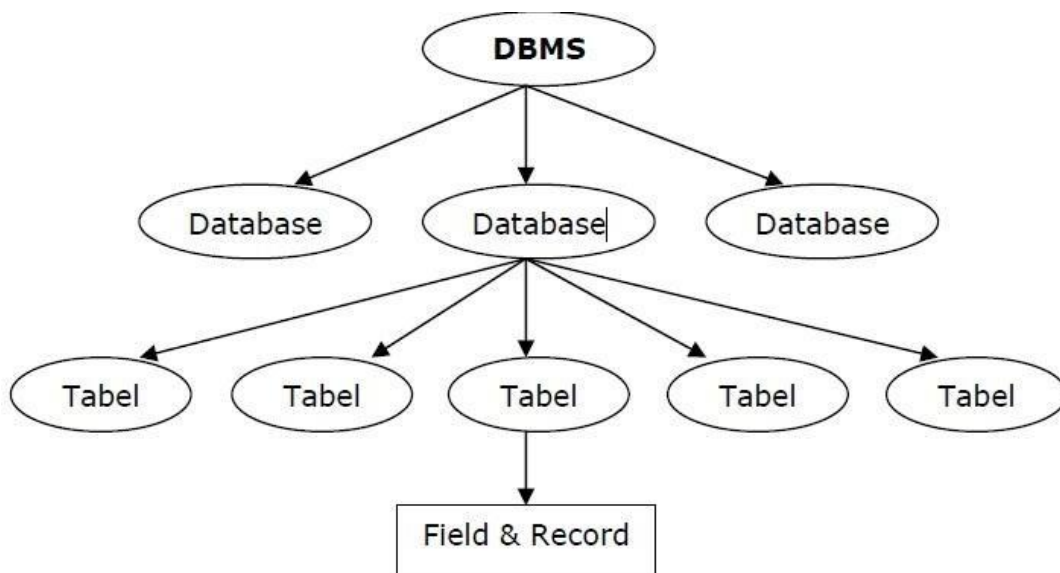 DBMS
Database
Database
Database
Tabel
Tabel
Tabel
Tabel
Tabel
Field & Record